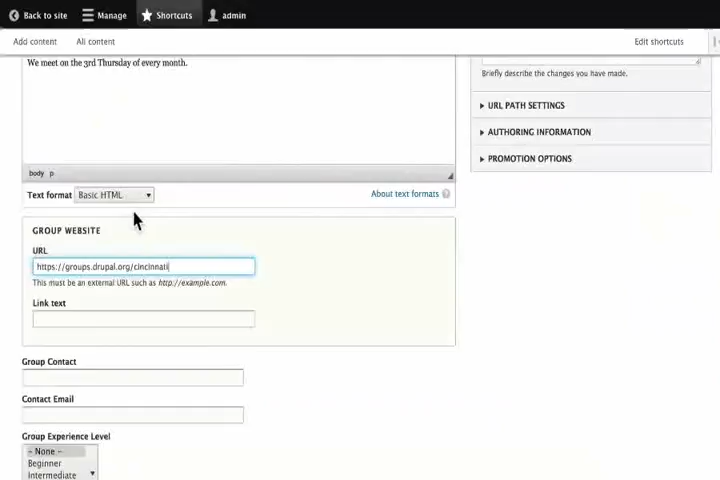 Back to site Manage Shortcuts admin
Add content All content Edit shortcuts
We meet on the 3rd Thursday of every month.
Briefly describe the changes you have made.
URL PATH SETTINGS
AUTHORING INFORMATION
PROMOTION OPTIONS
body p
Text format Basic HTML About text formats
GROUP WEBSITE
URL
https://groups.drupal.org/cincinnati
This must be an external URL such as http://example.com.
Link text
Group Contact
Contact Email
Group Experience Level
- None -
Beginner
Intermediate